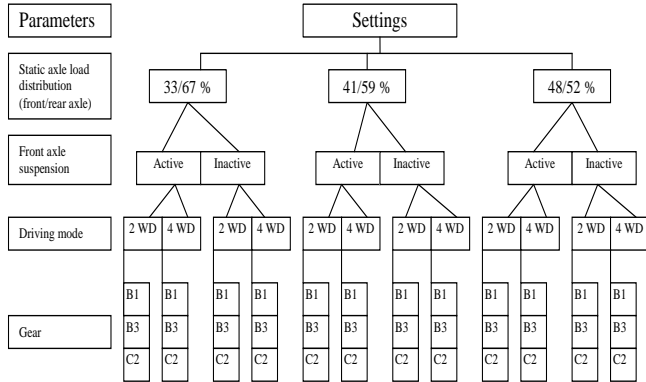 Parameters
Settings
Static axle load
distribution
(front/rear axle)
33/67 %
41/59 %
48/52 %
Front axle
suspension
Active
Inactive
Active
Inactive
Active
Inactive
Driving mode
2 WD
4 WD
2 WD
4 WD
2 WD
4 WD
2 WD
4 WD
2 WD
4 WD
2 WD
4 WD
Gear
B1
B1
B1
B1
B1
B1
B1
B1
B1
B1
B1
B1
B3
B3
B3
B3
B3
B3
B3
B3
B3
B3
B3
B3
C2
C2
C2
C2
C2
C2
C2
C2
C2
C2
C2
C2